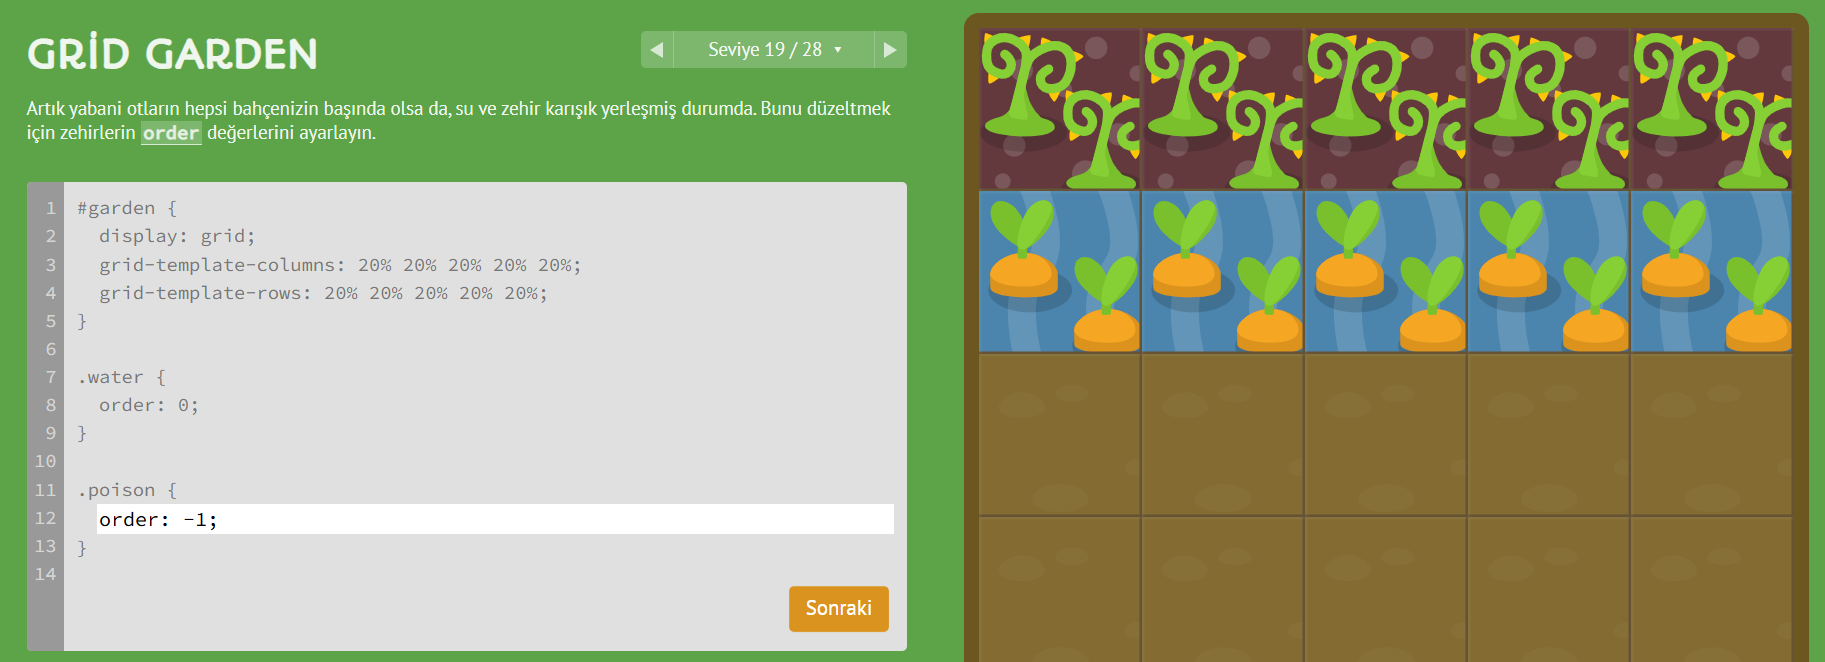 GRİD GARDEN
◀ Seviye 19 / 28 ▾ ▶
Artık yabani otların hepsi bahçenizin başında olsa da, su ve zehir karışık yerleşmiş durumda. Bunu düzeltmek
için zehirlerin order değerlerini ayarlayın.
1 #garden {
2   display: grid;
3   grid-template-columns: 20% 20% 20% 20% 20%;
4   grid-template-rows: 20% 20% 20% 20% 20%;
5 }
6
7 .water {
8   order: 0;
9 }
10
11 .poison {
12   order: -1;
13 }
14
Sonraki